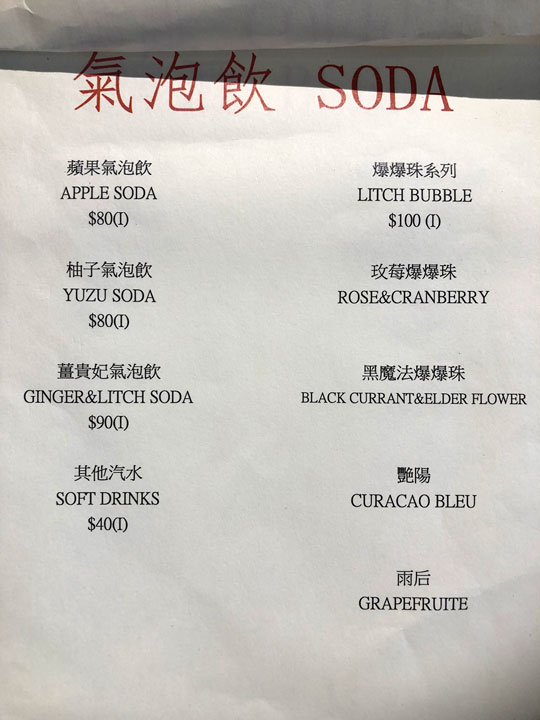 氣泡飲 SODA
蘋果氣泡飲
APPLE SODA
$80(I)
柚子氣泡飲
YUZU SODA
$80(I)
薑貴妃氣泡飲
GINGER&LITCH SODA
$90(I)
其他汽水
SOFT DRINKS
$40(I)
爆爆珠系列
LITCH BUBBLE
$100 (I)
玫莓爆爆珠
ROSE&CRANBERRY
黑魔法爆爆珠
BLACK CURRANT&ELDER FLOWER
艷陽
CURACAO BLEU
雨后
GRAPEFRUITE